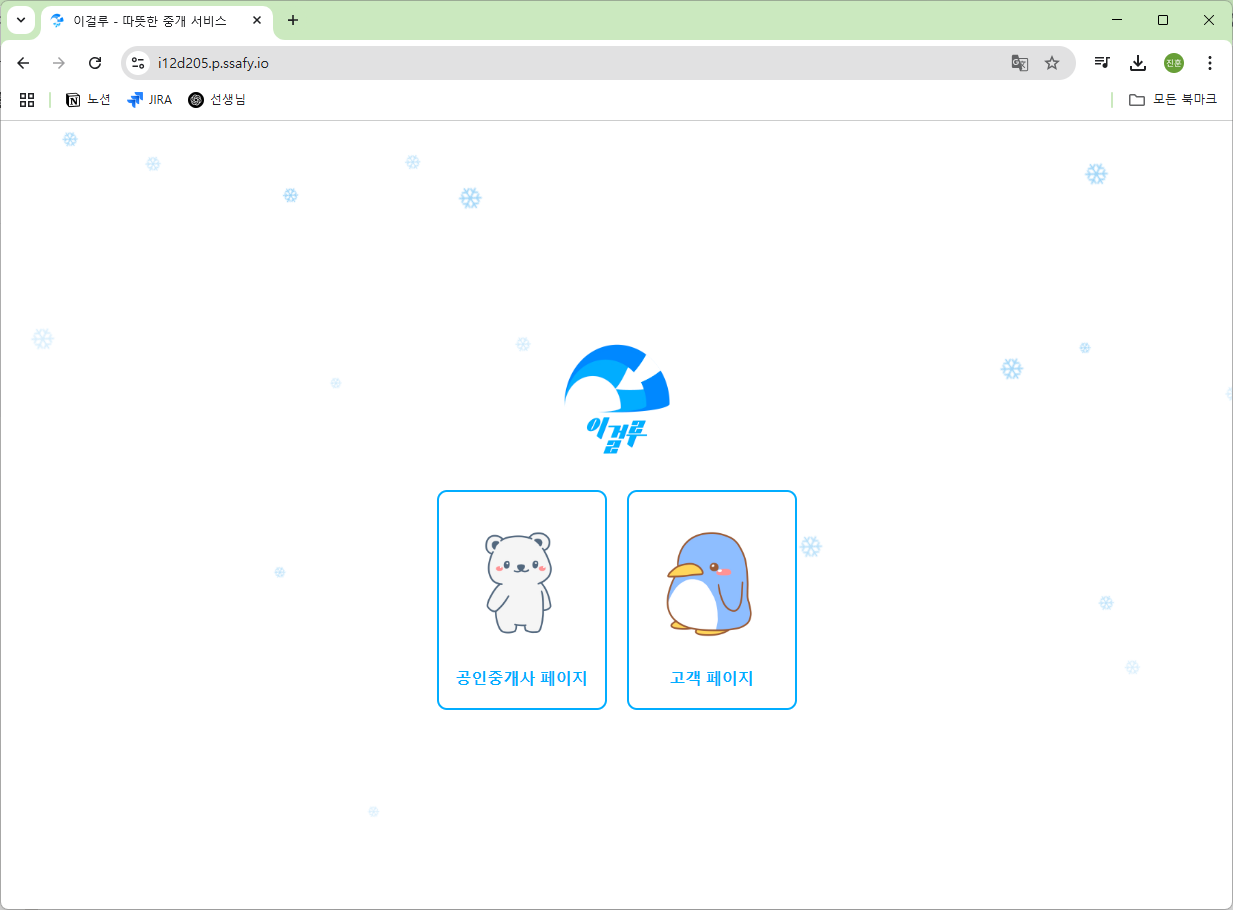 이걸루 - 따뜻한 중개 서비스
i12d205.p.ssafy.io
진훈
노션
JIRA
선생님
모든 북마크
이걸루
공인중개사 페이지
고객 페이지